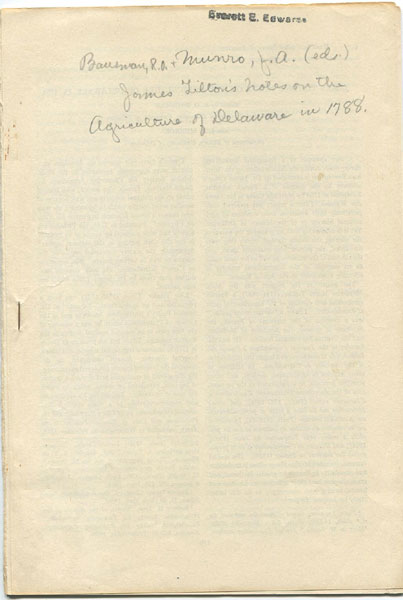 Everett E. Edwards
Bausman, R.O. + Munro, J.A. (eds)
James Tilton's Notes on the
Agriculture of Delaware in 1788.